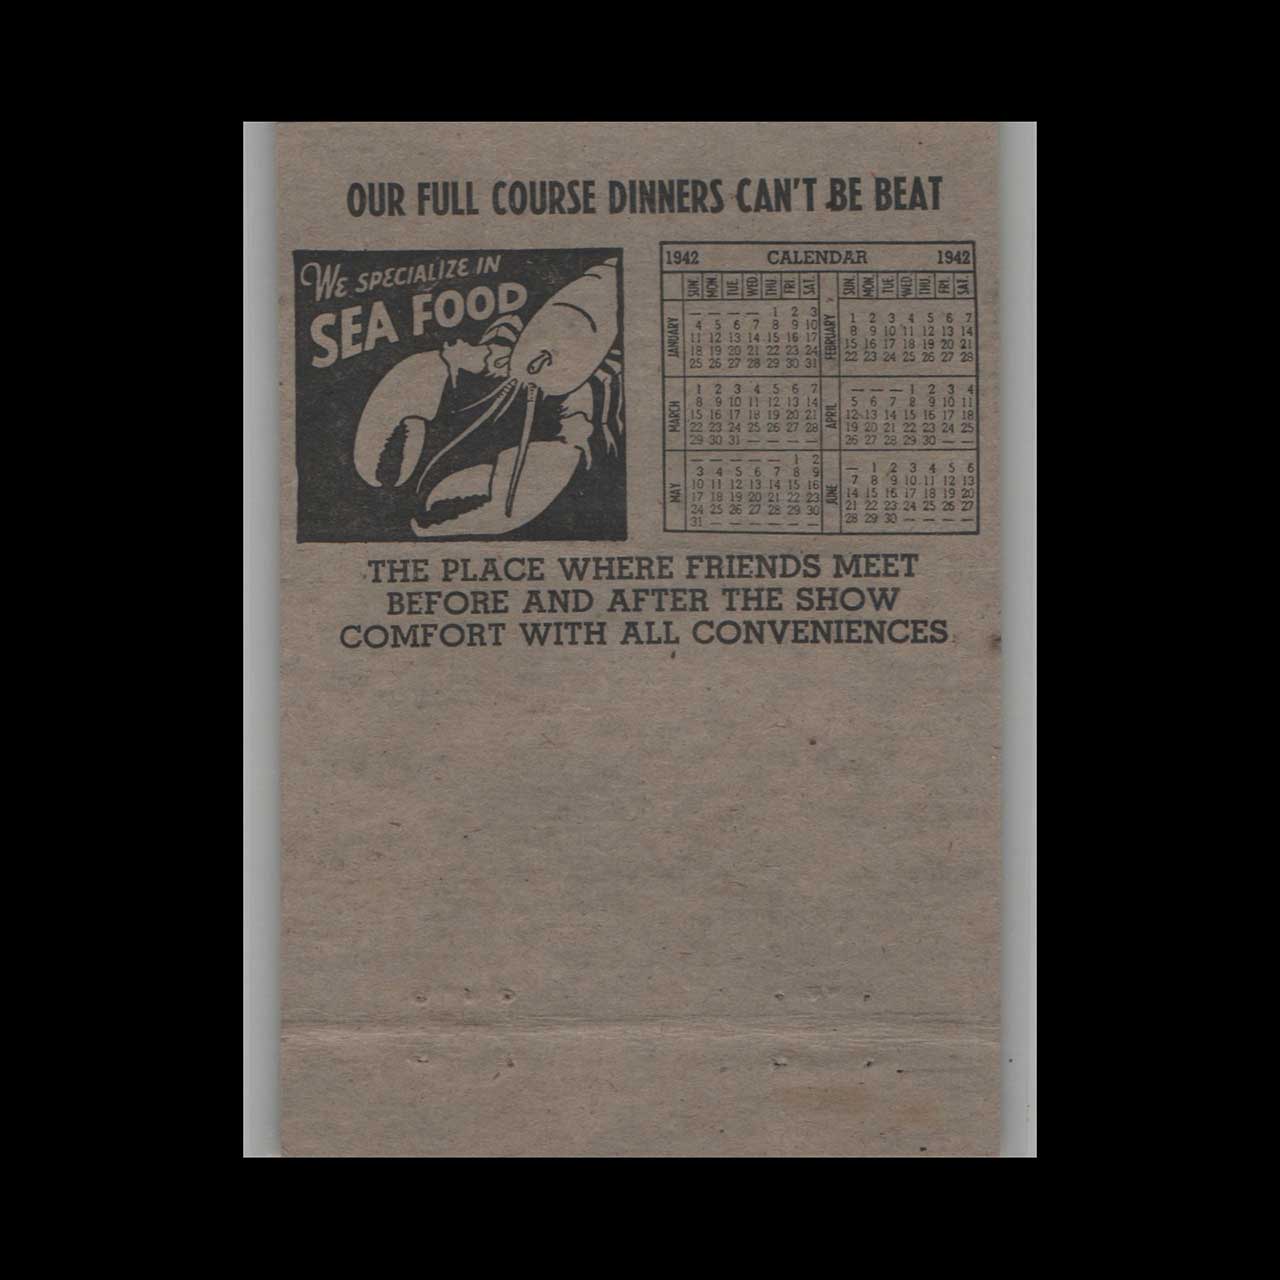 OUR FULL COURSE DINNERS CAN'T BE BEAT
WE SPECIALIZE IN
SEA FOOD
1942 CALENDAR 1942
SUN. MON. TUE. WED. THU. FRI. SAT. SUN. MON. TUE. WED. THU. FRI. SAT.
JANUARY
— — — — 1 2 3
4 5 6 7 8 9 10
11 12 13 14 15 16 17
18 19 20 21 22 23 24
25 26 27 28 29 30 31
FEBRUARY
1 2 3 4 5 6 7
8 9 10 11 12 13 14
15 16 17 18 19 20 21
22 23 24 25 26 27 28
MARCH
1 2 3 4 5 6 7
8 9 10 11 12 13 14
15 16 17 18 19 20 21
22 23 24 25 26 27 28
29 30 31 — — — —
APRIL
— — — 1 2 3 4
5 6 7 8 9 10 11
12 13 14 15 16 17 18
19 20 21 22 23 24 25
26 27 28 29 30 — —
MAY
— — — — — 1 2
3 4 5 6 7 8 9
10 11 12 13 14 15 16
17 18 19 20 21 22 23
24 25 26 27 28 29 30
31 — — — — — —
JUNE
— 1 2 3 4 5 6
7 8 9 10 11 12 13
14 15 16 17 18 19 20
21 22 23 24 25 26 27
28 29 30 — — — —
THE PLACE WHERE FRIENDS MEET
BEFORE AND AFTER THE SHOW
COMFORT WITH ALL CONVENIENCES